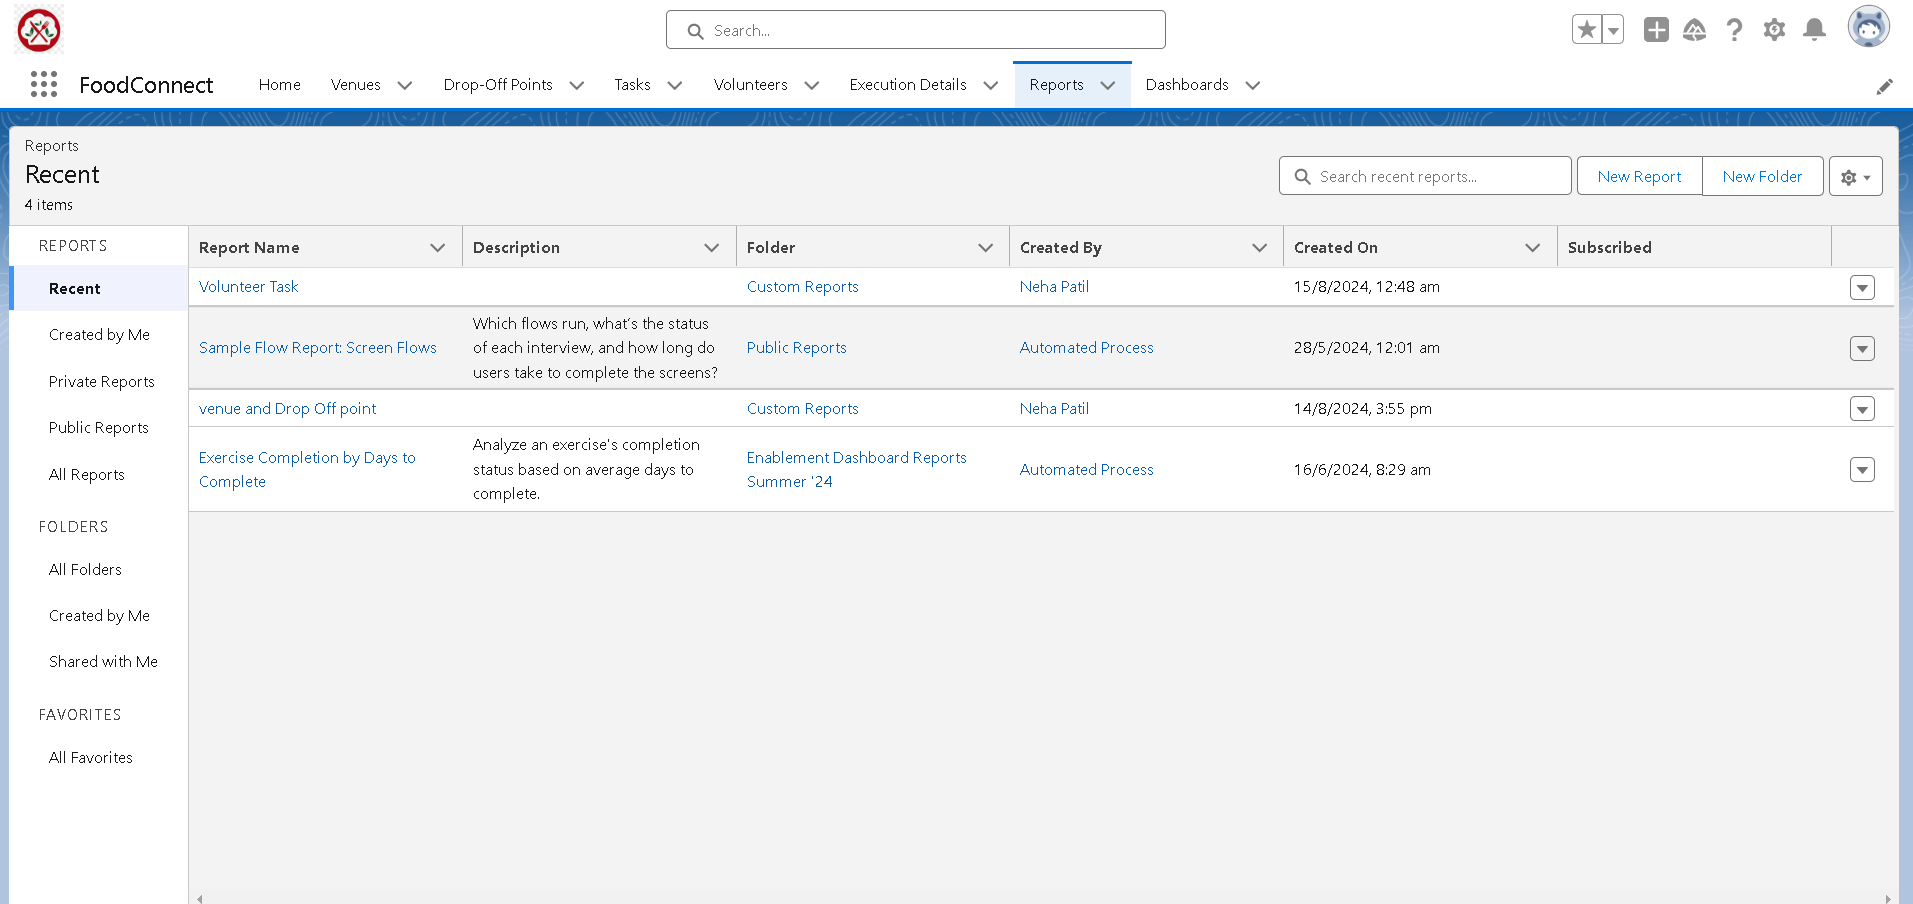 Search...
FoodConnect
Home
Venues
Drop-Off Points
Tasks
Volunteers
Execution Details
Reports
Dashboards
Reports
Recent
4 items
Search recent reports...
New Report
New Folder
REPORTS
Recent
Created by Me
Private Reports
Public Reports
All Reports
FOLDERS
All Folders
Created by Me
Shared with Me
FAVORITES
All Favorites
Report Name
Description
Folder
Created By
Created On
Subscribed
Volunteer Task
Custom Reports
Neha Patil
15/8/2024, 12:48 am
Sample Flow Report: Screen Flows
Which flows run, what's the status
of each interview, and how long do
users take to complete the screens?
Public Reports
Automated Process
28/5/2024, 12:01 am
venue and Drop Off point
Custom Reports
Neha Patil
14/8/2024, 3:55 pm
Exercise Completion by Days to
Complete
Analyze an exercise's completion
status based on average days to
complete.
Enablement Dashboard Reports
Summer '24
Automated Process
16/6/2024, 8:29 am